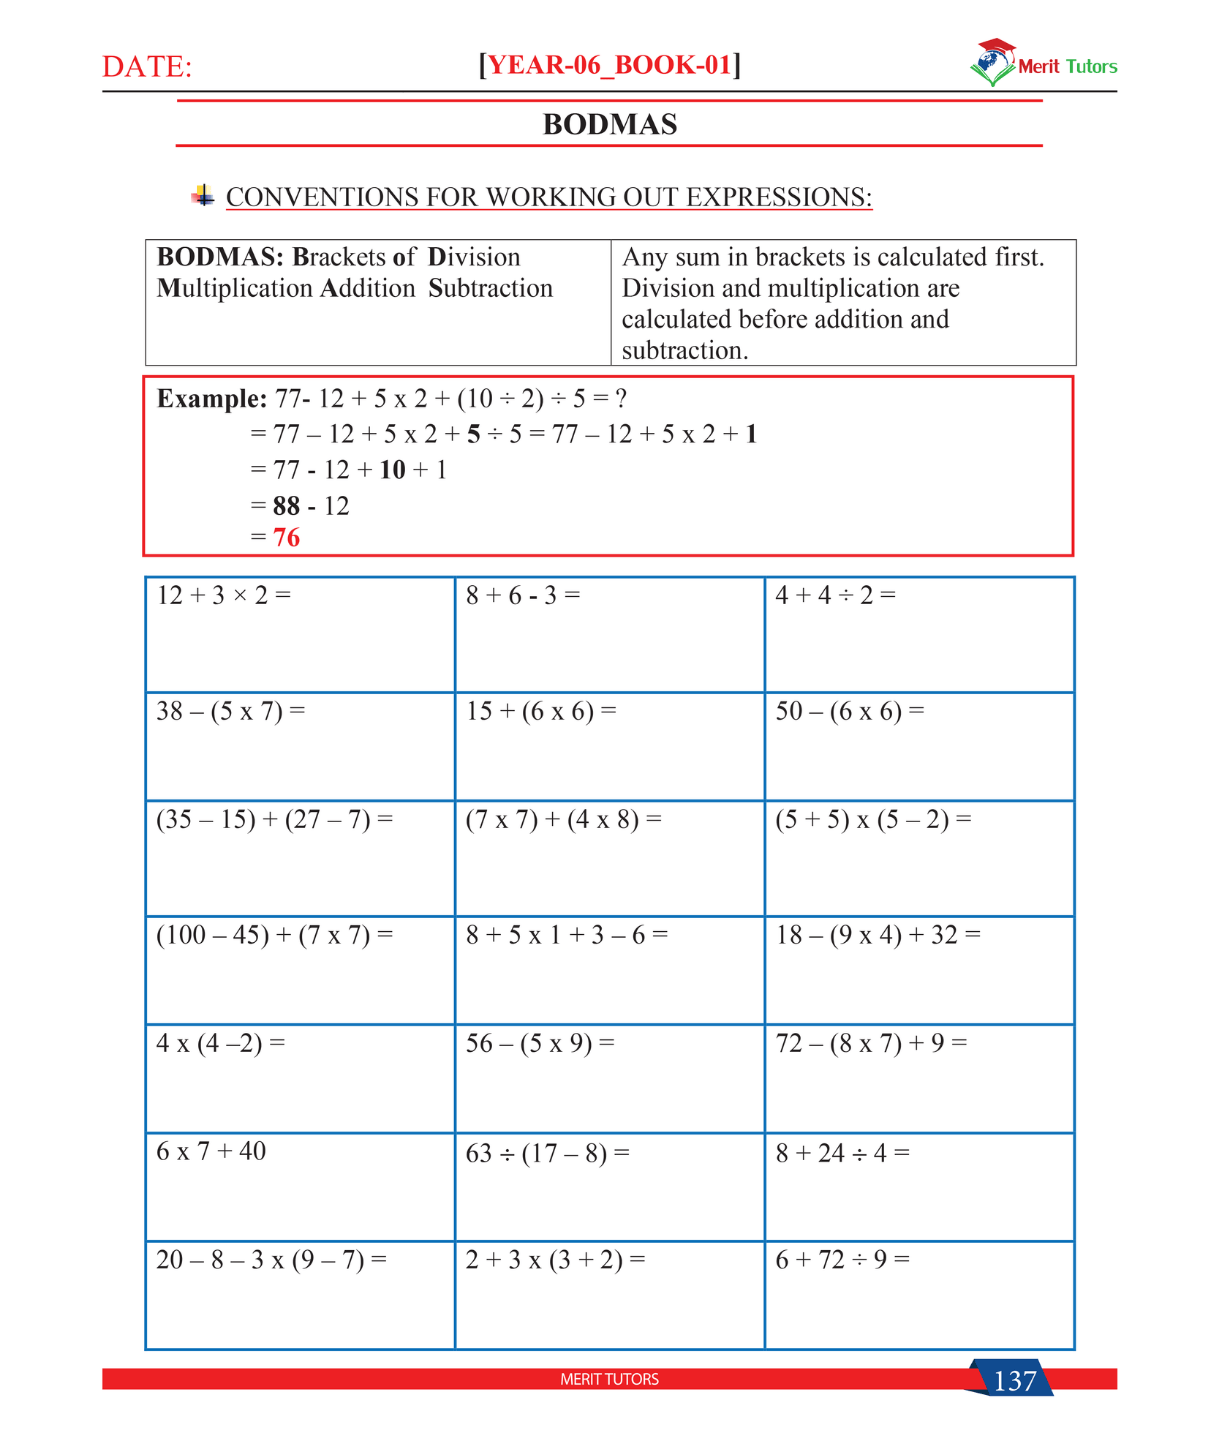 DATE:
[YEAR-06_BOOK-01]
Merit Tutors
BODMAS
CONVENTIONS FOR WORKING OUT EXPRESSIONS:
BODMAS: Brackets of Division
Multiplication Addition Subtraction
Any sum in brackets is calculated first.
Division and multiplication are
calculated before addition and
subtraction.
Example: 77- 12 + 5 x 2 + (10 ÷ 2) ÷ 5 = ?
= 77 – 12 + 5 x 2 + 5 ÷ 5 = 77 – 12 + 5 x 2 + 1
= 77 - 12 + 10 + 1
= 88 - 12
= 76
12 + 3 × 2 =
8 + 6 - 3 =
4 + 4 ÷ 2 =
38 – (5 x 7) =
15 + (6 x 6) =
50 – (6 x 6) =
(35 – 15) + (27 – 7) =
(7 x 7) + (4 x 8) =
(5 + 5) x (5 – 2) =
(100 – 45) + (7 x 7) =
8 + 5 x 1 + 3 – 6 =
18 – (9 x 4) + 32 =
4 x (4 –2) =
56 – (5 x 9) =
72 – (8 x 7) + 9 =
6 x 7 + 40
63 ÷ (17 – 8) =
8 + 24 ÷ 4 =
20 – 8 – 3 x (9 – 7) =
2 + 3 x (3 + 2) =
6 + 72 ÷ 9 =
MERIT TUTORS
137